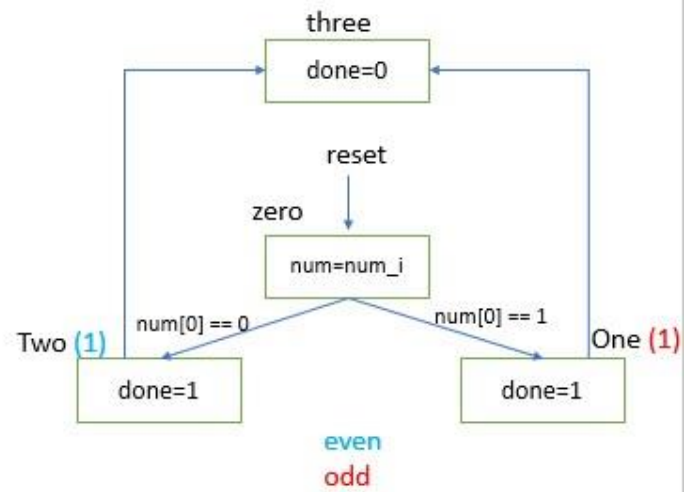 three
done=0
reset
zero
num=num_i
num[0] == 0
num[0] == 1
Two (1)
One (1)
done=1
done=1
even
odd